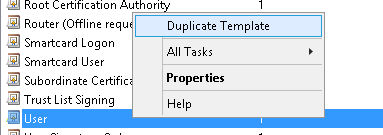 Root Certification Authority 1
Router (Offline reque
Duplicate Template
Smartcard Logon
All Tasks
Smartcard User
Properties
Subordinate Certifica
Trust List Signing
Help
User 1